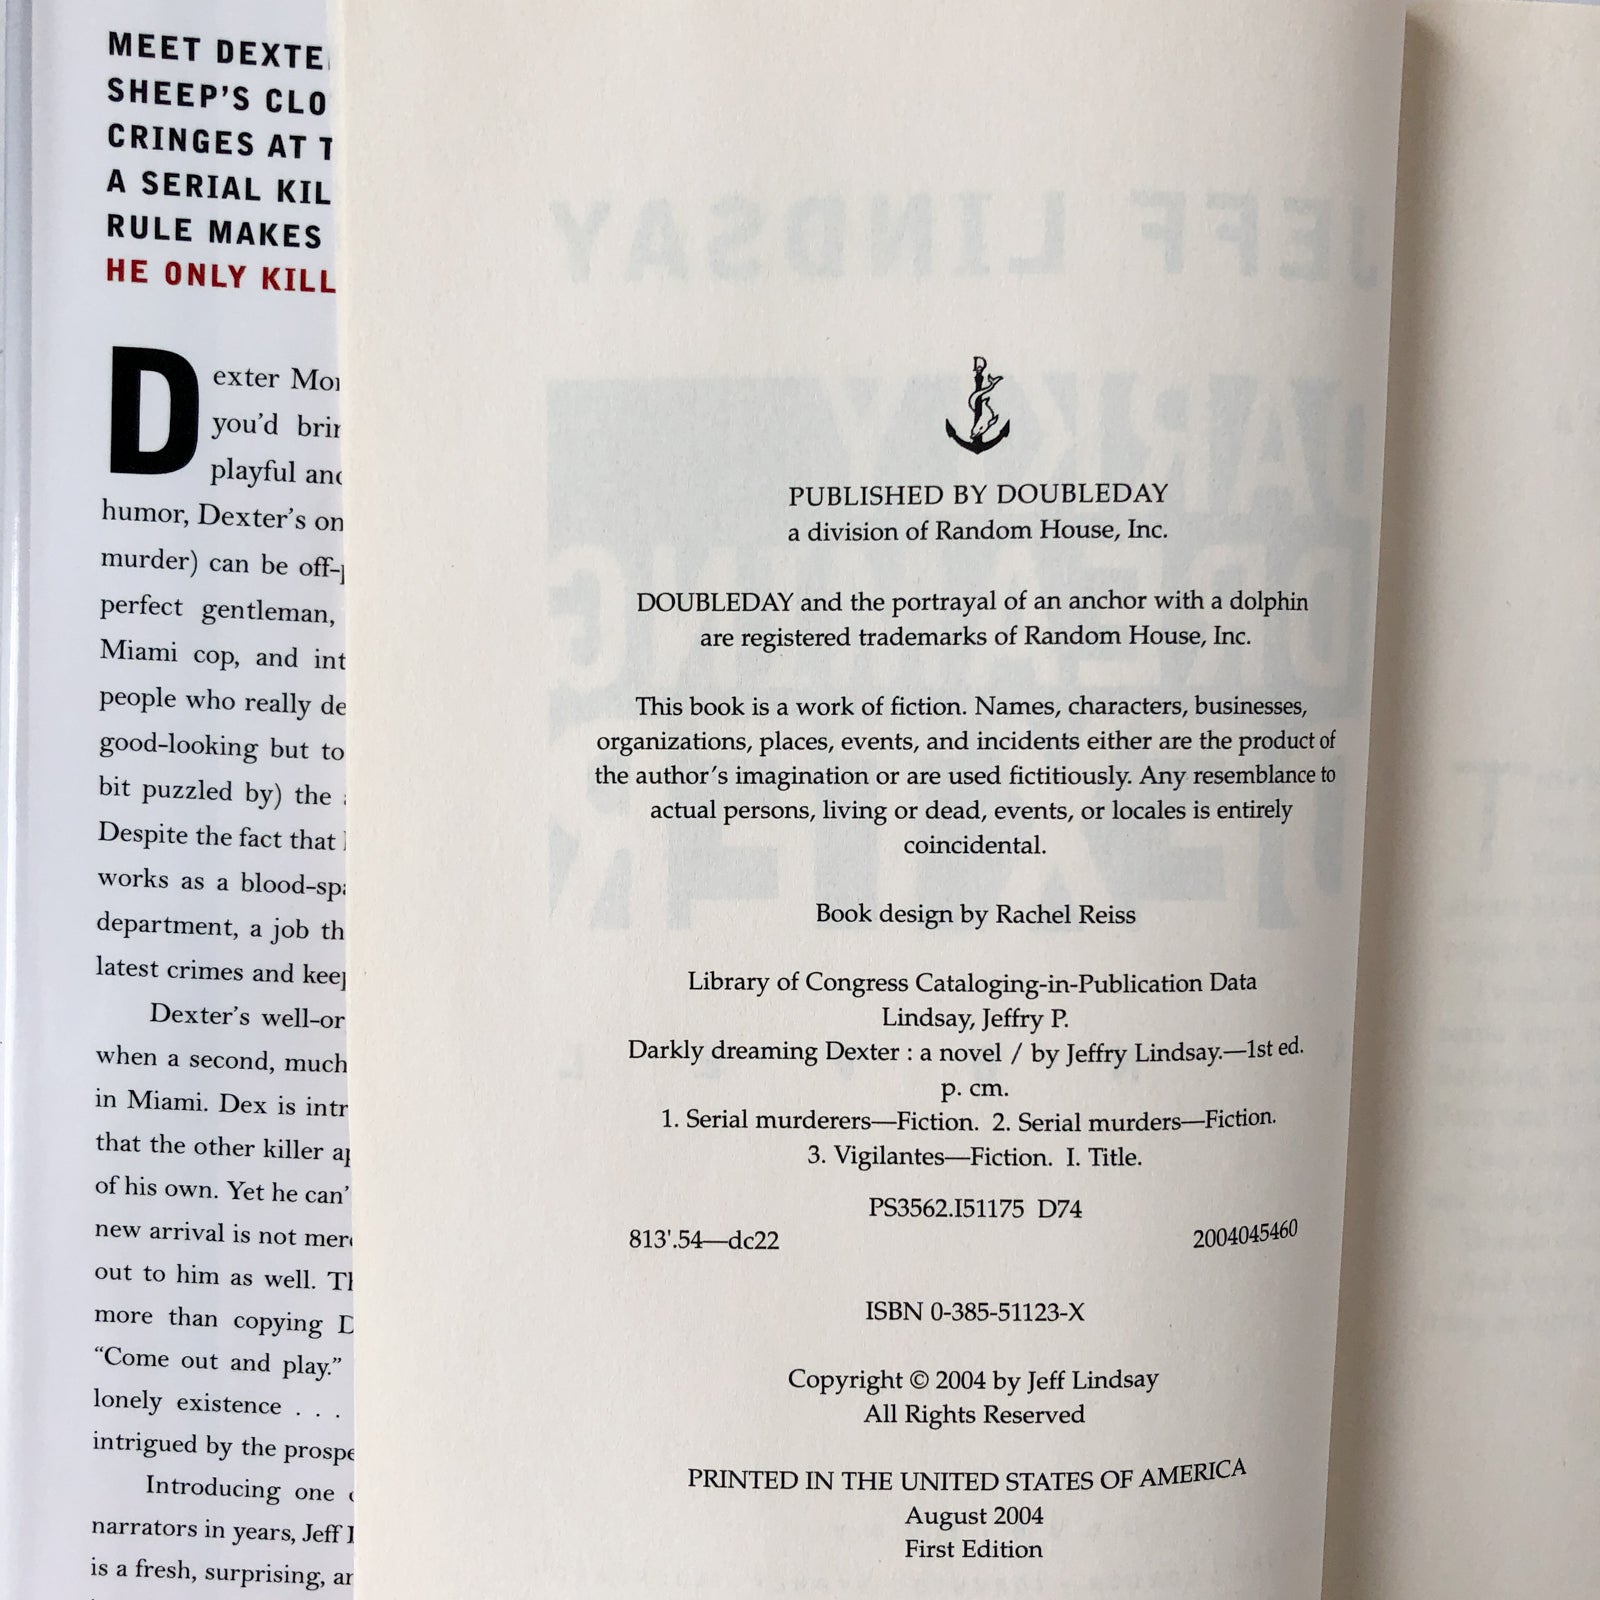 MEET DEXTE
SHEEP'S CLO
CRINGES AT T
A SERIAL KIL
RULE MAKES
HE ONLY KILL
Dexter Mor
you'd brin
playful and
humor, Dexter's on
murder) can be off-p
perfect gentleman,
Miami cop, and int
people who really de
good-looking but to
bit puzzled by) the
Despite the fact that
works as a blood-spa
department, a job th
latest crimes and keep
Dexter's well-or
when a second, much
in Miami. Dex is intr
that the other killer ap
of his own. Yet he can'
new arrival is not mere
out to him as well. Th
more than copying D
“Come out and play.”
lonely existence . . .
intrigued by the prospe
Introducing one
narrators in years, Jeff L
is a fresh, surprising, an
JEFF LINDSAY
D
PUBLISHED BY DOUBLEDAY
a division of Random House, Inc.
DOUBLEDAY and the portrayal of an anchor with a dolphin
are registered trademarks of Random House, Inc.
This book is a work of fiction. Names, characters, businesses,
organizations, places, events, and incidents either are the product of
the author's imagination or are used fictitiously. Any resemblance to
actual persons, living or dead, events, or locales is entirely
coincidental.
Book design by Rachel Reiss
Library of Congress Cataloging-in-Publication Data
Lindsay, Jeffry P.
Darkly dreaming Dexter : a novel / by Jeffry Lindsay.—1st ed.
p. cm.
1. Serial murderers—Fiction. 2. Serial murders—Fiction.
3. Vigilantes—Fiction. I. Title.
PS3562.I51175 D74
813'.54—dc22 2004045460
ISBN 0-385-51123-X
Copyright © 2004 by Jeff Lindsay
All Rights Reserved
PRINTED IN THE UNITED STATES OF AMERICA
August 2004
First Edition